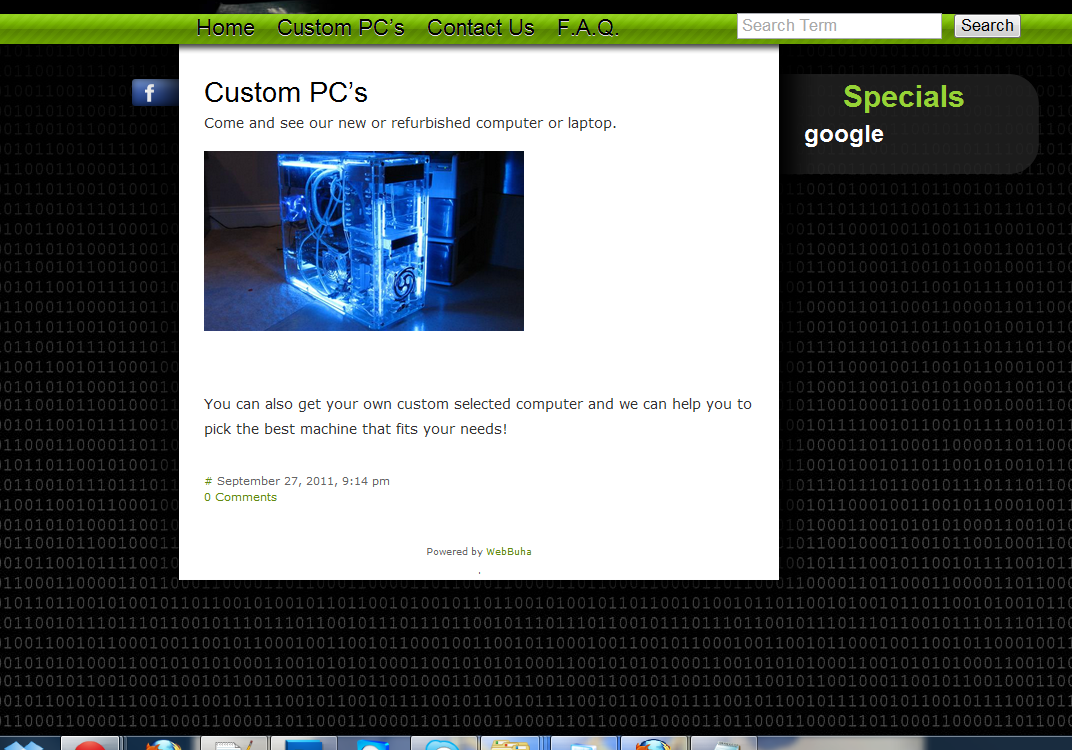 Home Custom PC’s Contact Us F.A.Q. Search Term Search
f
Custom PC’s
Come and see our new or refurbished computer or laptop.
Specials
google
You can also get your own custom selected computer and we can help you to
pick the best machine that fits your needs!
# September 27, 2011, 9:14 pm
0 Comments
Powered by WebBuha
.